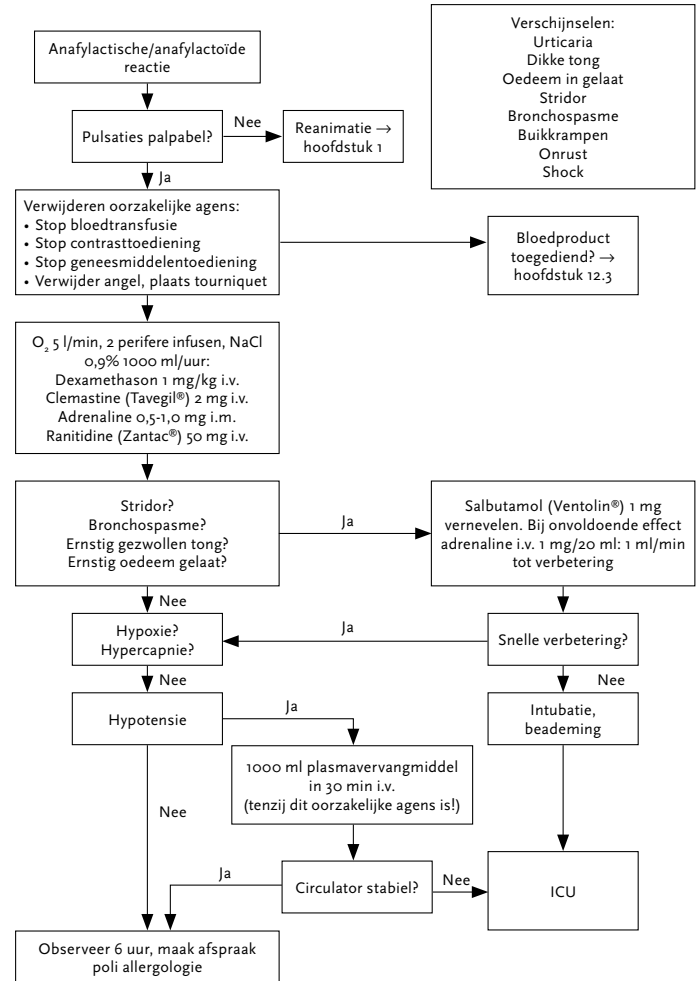 Anafylactische/anafylactoïde
reactie
Verschijnselen:
Urticaria
Dikke tong
Oedeem in gelaat
Stridor
Bronchospasme
Buikkrampen
Onrust
Shock
Pulsaties palpabel?
Nee
Reanimatie →
hoofdstuk 1
Ja
Verwijderen oorzakelijke agens:
• Stop bloedtransfusie
• Stop contrasttoediening
• Stop geneesmiddelentoediening
• Verwijder angel, plaats tourniquet
Bloedproduct
toegediend? →
hoofdstuk 12.3
O₂ 5 l/min, 2 perifere infusen, NaCl
0,9% 1000 ml/uur:
Dexamethason 1 mg/kg i.v.
Clemastine (Tavegil®) 2 mg i.v.
Adrenaline 0,5-1,0 mg i.m.
Ranitidine (Zantac®) 50 mg i.v.
Stridor?
Bronchospasme?
Ernstig gezwollen tong?
Ernstig oedeem gelaat?
Ja
Salbutamol (Ventolin®) 1 mg
vernevelen. Bij onvoldoende effect
adrenaline i.v. 1 mg/20 ml: 1 ml/min
tot verbetering
Nee
Hypoxie?
Hypercapnie?
Ja
Snelle verbetering?
Nee
Nee
Hypotensie
Ja
Intubatie,
beademing
1000 ml plasmavervangmiddel
in 30 min i.v.
(tenzij dit oorzakelijke agens is!)
Nee
Ja
Circulator stabiel?
Nee
ICU
Observeer 6 uur, maak afspraak
poli allergologie